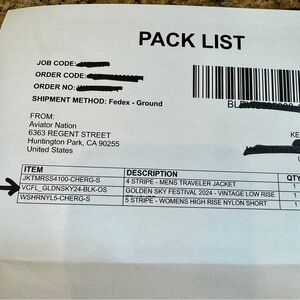 PACK LIST
JOB CODE:
ORDER CODE:
ORDER NO:
SHIPMENT METHOD: Fedex - Ground
FROM:
Aviator Nation
6363 REGENT STREET
Huntington Park, CA 90255
United States
ITEM DESCRIPTION QTY
JKTMRSS4100-CHERG-S 4 STRIPE - MENS TRAVELER JACKET 1
VCFL_GLDNSKY24-BLK-OS GOLDEN SKY FESTIVAL 2024 - VINTAGE LOW RISE 1
WSHRNYL5-CHERG-S 5 STRIPE - WOMENS HIGH RISE NYLON SHORT 1